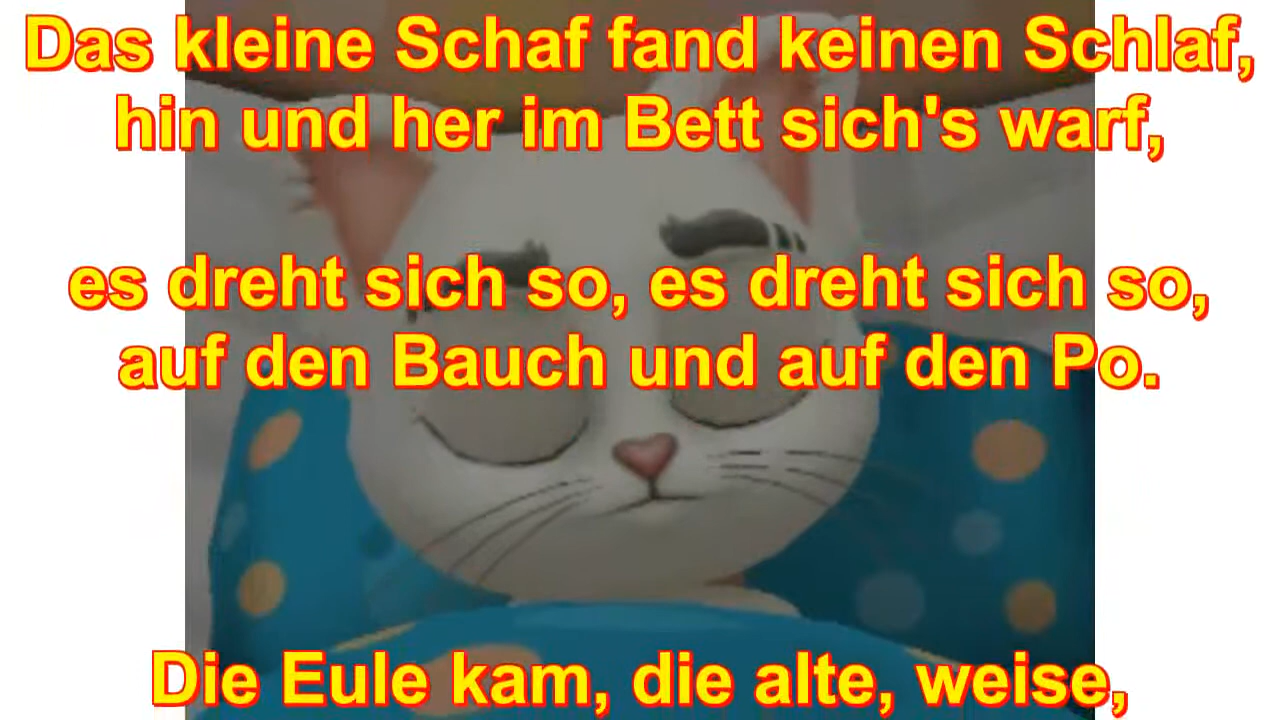 Das kleine Schaf fand keinen Schlaf,
hin und her im Bett sich's warf,
es dreht sich so, es dreht sich so,
auf den Bauch und auf den Po.
Die Eule kam, die alte, weise,